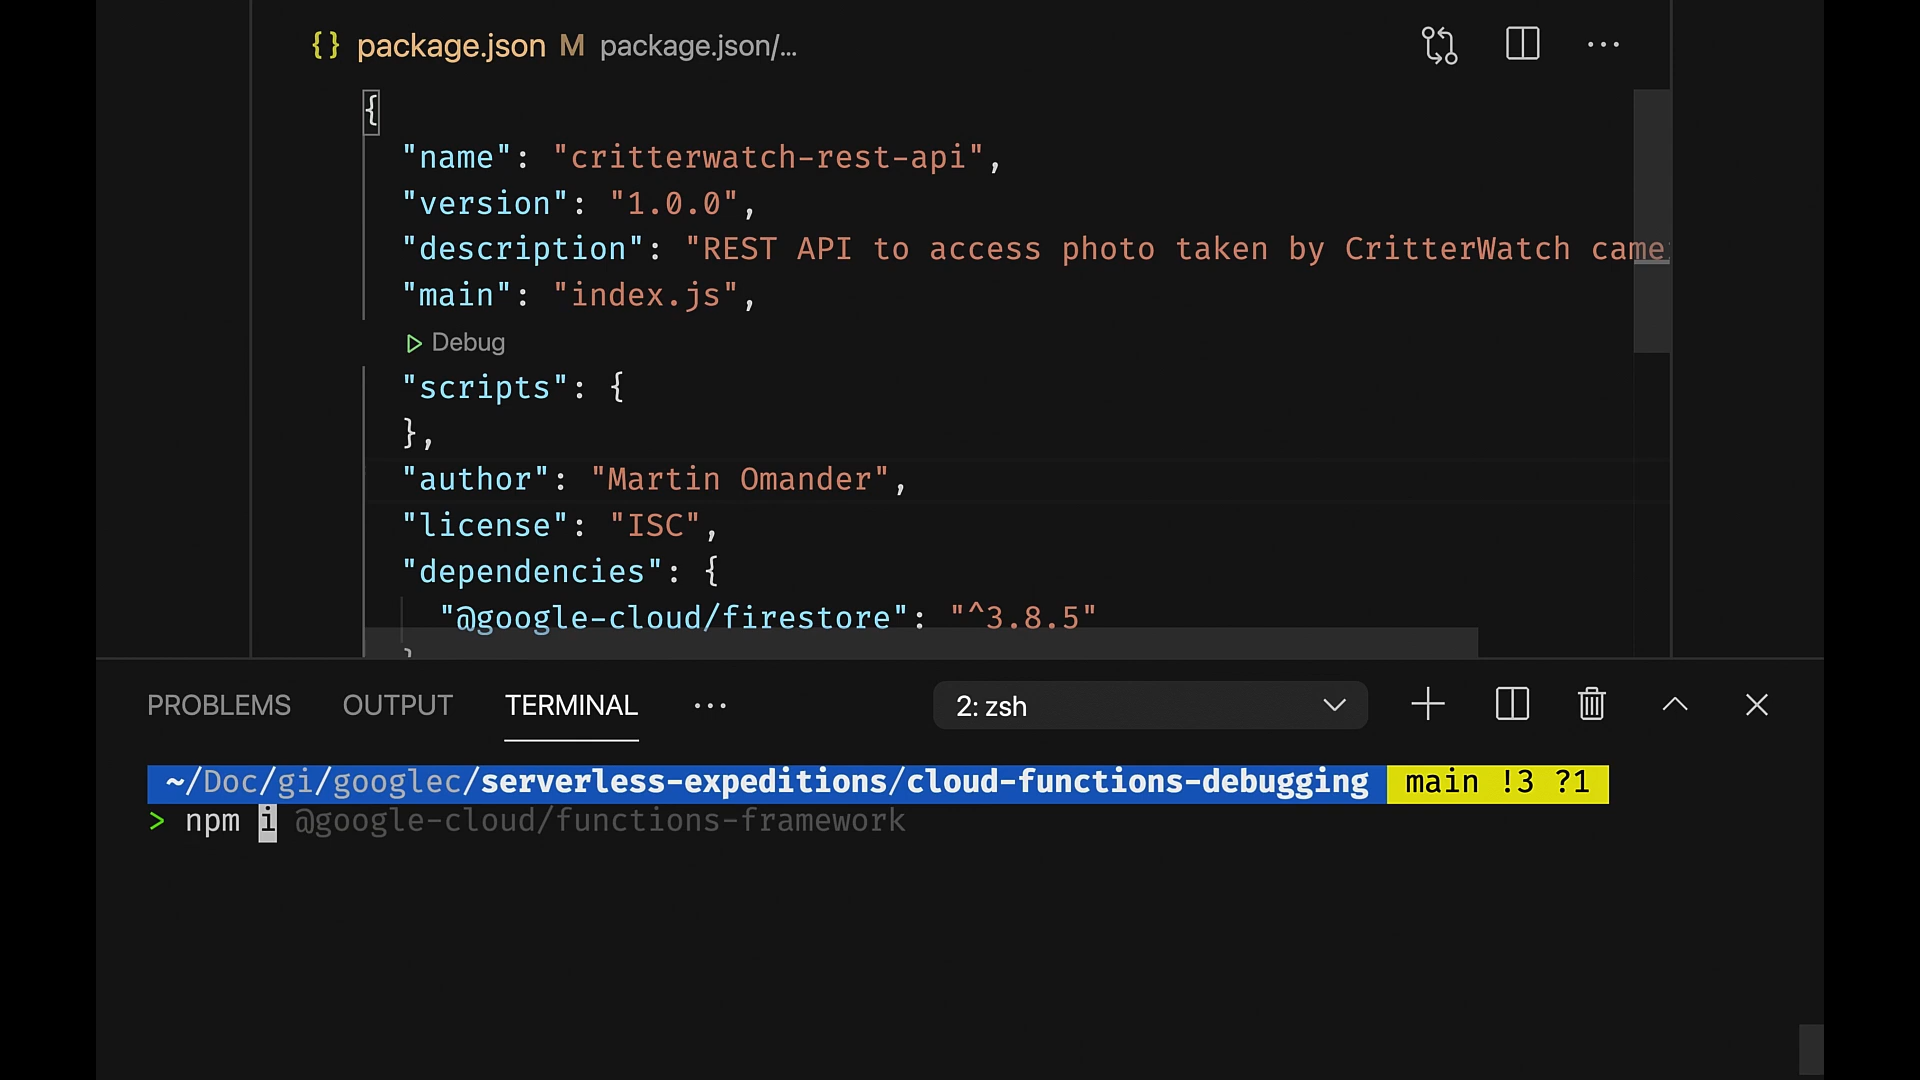 {} package.json M package.json/...
{
"name": "critterwatch-rest-api",
"version": "1.0.0",
"description": "REST API to access photo taken by CritterWatch came
"main": "index.js",
Debug
"scripts": {
},
"author": "Martin Omander",
"license": "ISC",
"dependencies": {
"@google-cloud/firestore": "^3.8.5"
}
PROBLEMS OUTPUT TERMINAL ... 2: zsh
~/Doc/gi/googlec/serverless-expeditions/cloud-functions-debugging main !3 ?1
> npm i @google-cloud/functions-framework